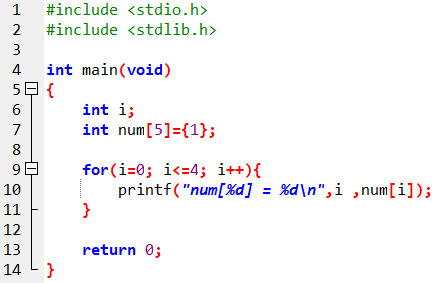 1 #include <stdio.h>
2 #include <stdlib.h>
3
4 int main(void)
5 {
6     int i;
7     int num[5]={1};
8
9     for(i=0; i<=4; i++){
10         printf("num[%d] = %d\n",i ,num[i]);
11     }
12
13     return 0;
14 }